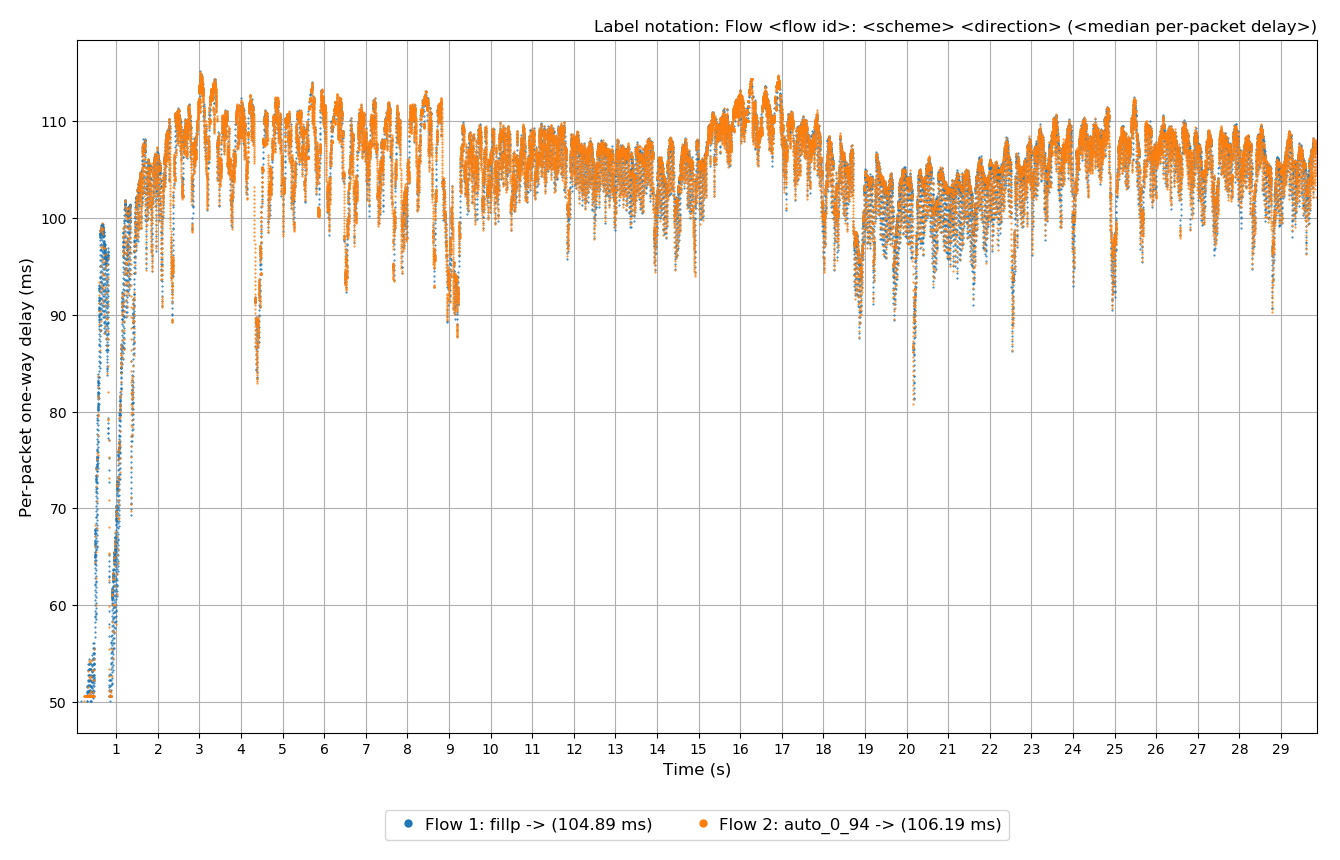 Label notation: Flow <flow id>: <scheme> <direction> (<median per-packet delay>)
Per-packet one-way delay (ms)
110
100
90
80
70
60
50
1 2 3 4 5 6 7 8 9 10 11 12 13 14 15 16 17 18 19 20 21 22 23 24 25 26 27 28 29
Time (s)
Flow 1: fillp -> (104.89 ms) Flow 2: auto_0_94 -> (106.19 ms)